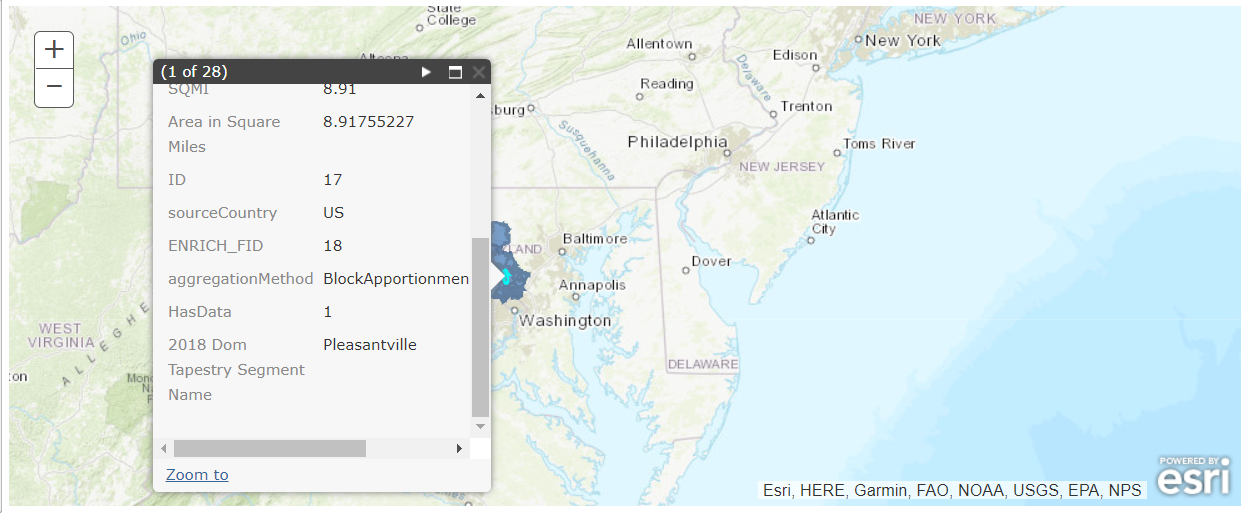 State
College
NEW YORK
New York
Ohio
Allentown
Edison
Altoona
+
−
(1 of 28)
SQMI 8.91
Area in Square
Miles
8.91755227
ID 17
sourceCountry US
ENRICH_FID 18
aggregationMethod BlockApportionmen
HasData 1
2018 Dom
Tapestry Segment
Name
Pleasantville
Zoom to
Reading
Delaware
Trenton
sburg
Susquehanna
Philadelphia
NEW JERSEY
Toms River
Atlantic
City
LAND
Baltimore
Dover
Annapolis
Washington
WEST
VIRGINIA
ALLEGHE
DELAWARE
ton
Mono
Na
F
POWERED BY
esri
Esri, HERE, Garmin, FAO, NOAA, USGS, EPA, NPS